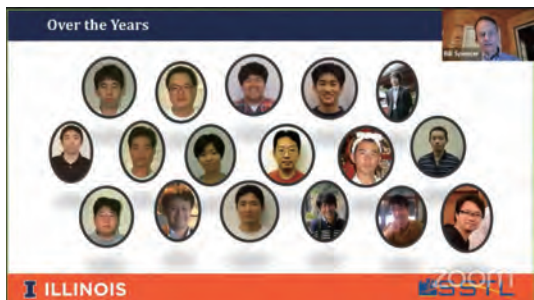 Over the Years
Bill Spencer
I ILLINOIS
SSTL
zoom